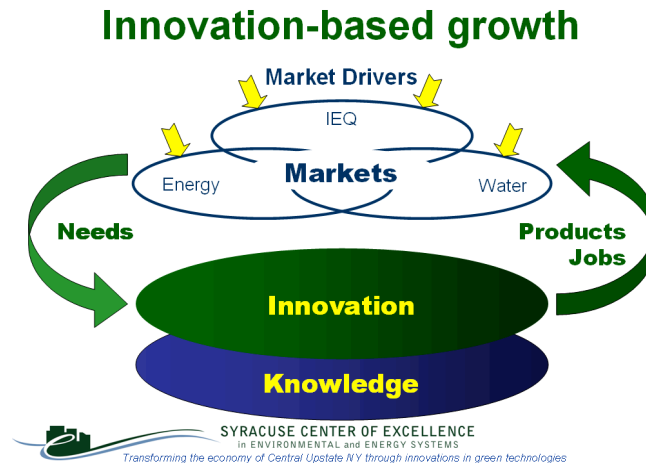 Innovation-based growth
Market Drivers
IEQ
Markets
Energy
Water
Needs
Products
Jobs
Innovation
Knowledge
SYRACUSE CENTER OF EXCELLENCE
in ENVIRONMENTAL and ENERGY SYSTEMS
Transforming the economy of Central Upstate NY through innovations in green technologies